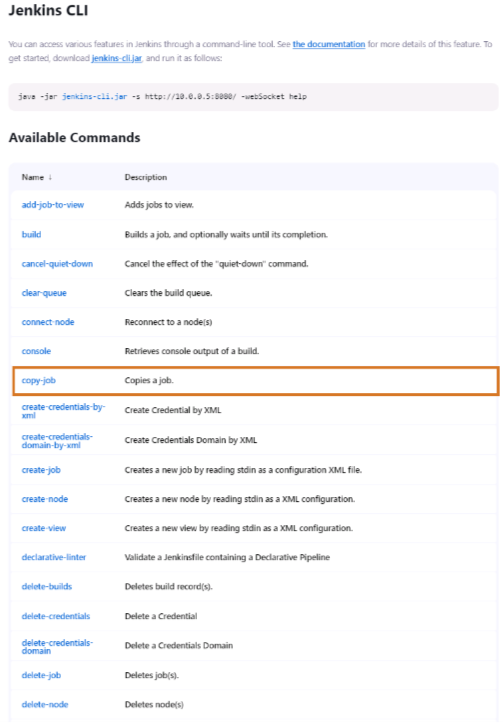 Jenkins CLI
You can access various features in Jenkins through a command-line tool. See the documentation for more details of this feature. To
get started, download jenkins-cli.jar, and run it as follows:
java -jar jenkins-cli.jar -s http://10.0.0.5:8080/ -webSocket help
Available Commands
Name ↓ Description
add-job-to-view Adds jobs to view.
build Builds a job, and optionally waits until its completion.
cancel-quiet-down Cancel the effect of the "quiet-down" command.
clear-queue Clears the build queue.
connect-node Reconnect to a node(s)
console Retrieves console output of a build.
copy-job Copies a job.
create-credentials-by-
xml Create Credential by XML
create-credentials-
domain-by-xml Create Credentials Domain by XML
create-job Creates a new job by reading stdin as a configuration XML file.
create-node Creates a new node by reading stdin as a XML configuration.
create-view Creates a new view by reading stdin as a XML configuration.
declarative-linter Validate a Jenkinsfile containing a Declarative Pipeline
delete-builds Deletes build record(s).
delete-credentials Delete a Credential
delete-credentials-
domain Delete a Credentials Domain
delete-job Deletes job(s).
delete-node Deletes node(s)